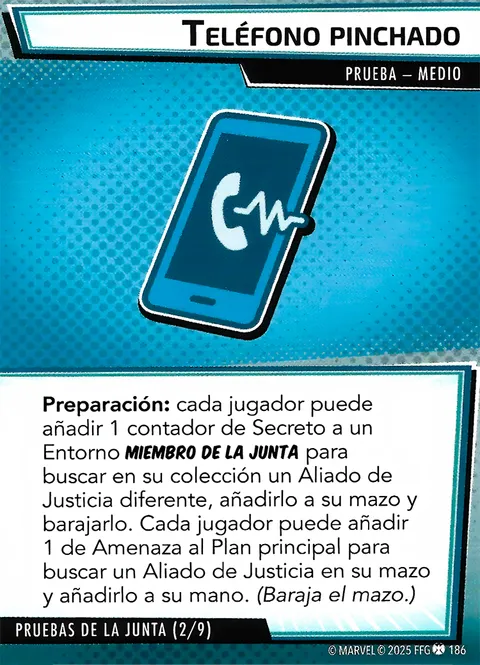 TELÉFONO PINCHADO
PRUEBA – MEDIO
Preparación: cada jugador puede
añadir 1 contador de Secreto a un
Entorno MIEMBRO DE LA JUNTA para
buscar en su colección un Aliado de
Justicia diferente, añadirlo a su mazo y
barajarlo. Cada jugador puede añadir
1 de Amenaza al Plan principal para
buscar un Aliado de Justicia en su mazo
y añadirlo a su mano. (Baraja el mazo.)
PRUEBAS DE LA JUNTA (2/9)
© MARVEL © 2025 FFG 186